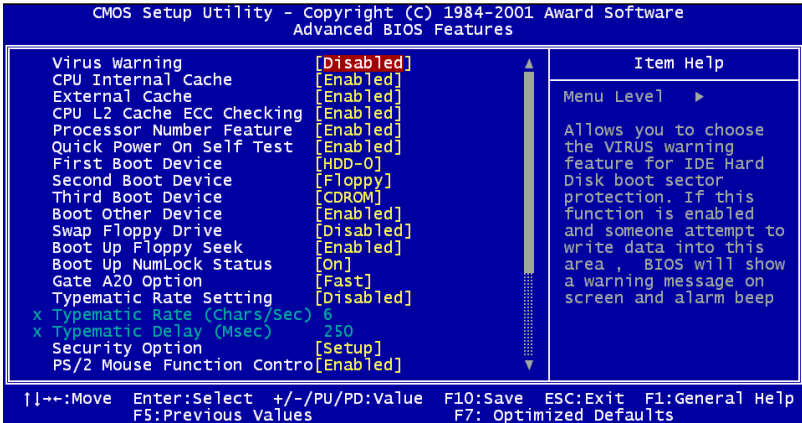 CMOS Setup Utility - Copyright (C) 1984-2001 Award Software
Advanced BIOS Features
Virus Warning [Disabled]
CPU Internal Cache [Enabled]
External Cache [Enabled]
CPU L2 Cache ECC Checking [Enabled]
Processor Number Feature [Enabled]
Quick Power On Self Test [Enabled]
First Boot Device [HDD-0]
Second Boot Device [Floppy]
Third Boot Device [CDROM]
Boot Other Device [Enabled]
Swap Floppy Drive [Disabled]
Boot Up Floppy Seek [Enabled]
Boot Up NumLock Status [On]
Gate A20 Option [Fast]
Typematic Rate Setting [Disabled]
x Typematic Rate (Chars/Sec) 6
x Typematic Delay (Msec) 250
Security Option [Setup]
PS/2 Mouse Function Contro[Enabled]
Item Help
Menu Level ▶
Allows you to choose
the VIRUS warning
feature for IDE Hard
Disk boot sector
protection. If this
function is enabled
and someone attempt to
write data into this
area , BIOS will show
a warning message on
screen and alarm beep
↑↓→←:Move Enter:Select +/-/PU/PD:Value F10:Save ESC:Exit F1:General Help
F5:Previous Values F7: Optimized Defaults